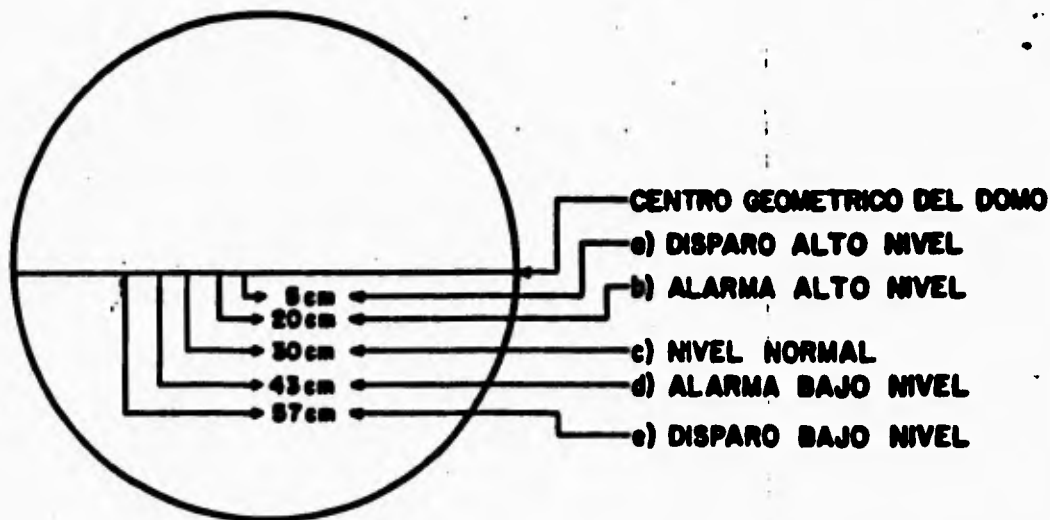 CENTRO GEOMETRICO DEL DOMO
a) DISPARO ALTO NIVEL
5cm
b) ALARMA ALTO NIVEL
20cm
30cm
c) NIVEL NORMAL
43cm
d) ALARMA BAJO NIVEL
57cm
e) DISPARO BAJO NIVEL